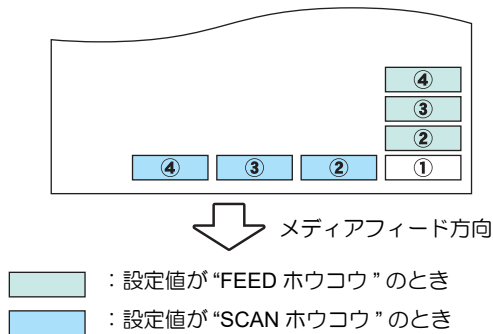 ④
③
②
④ ③ ② ①
メディアフィード方向
：設定値が “FEED ホウコウ ” のとき
：設定値が “SCAN ホウコウ ” のとき